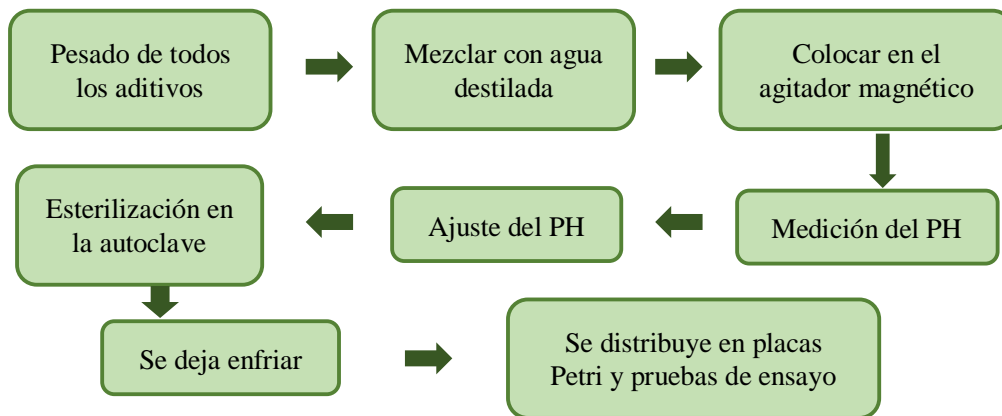 Pesado de todos
los aditivos
Mezclar con agua
destilada
Colocar en el
agitador magnético
Medición del PH
Ajuste del PH
Esterilización en
la autoclave
Se deja enfriar
Se distribuye en placas
Petri y pruebas de ensayo